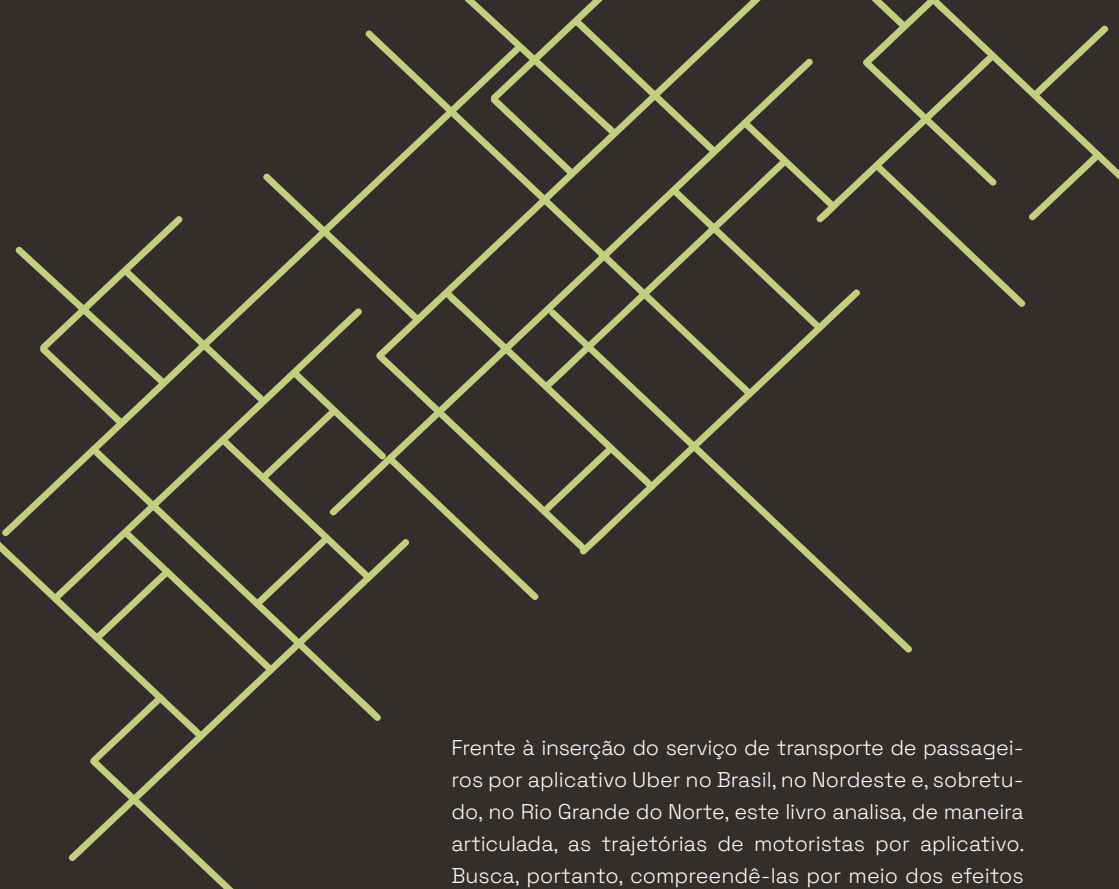 Frente à inserção do serviço de transporte de passagei-
ros por aplicativo Uber no Brasil, no Nordeste e, sobretu-
do, no Rio Grande do Norte, este livro analisa, de maneira
articulada, as trajetórias de motoristas por aplicativo.
Busca, portanto, compreendê-las por meio dos efeitos